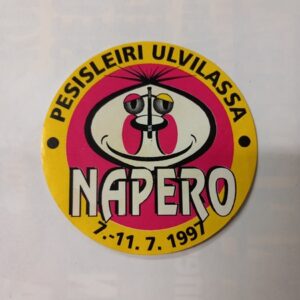 • PESISLEIRI ULVILASSA •
NAPERO
7.-11. 7. 1997